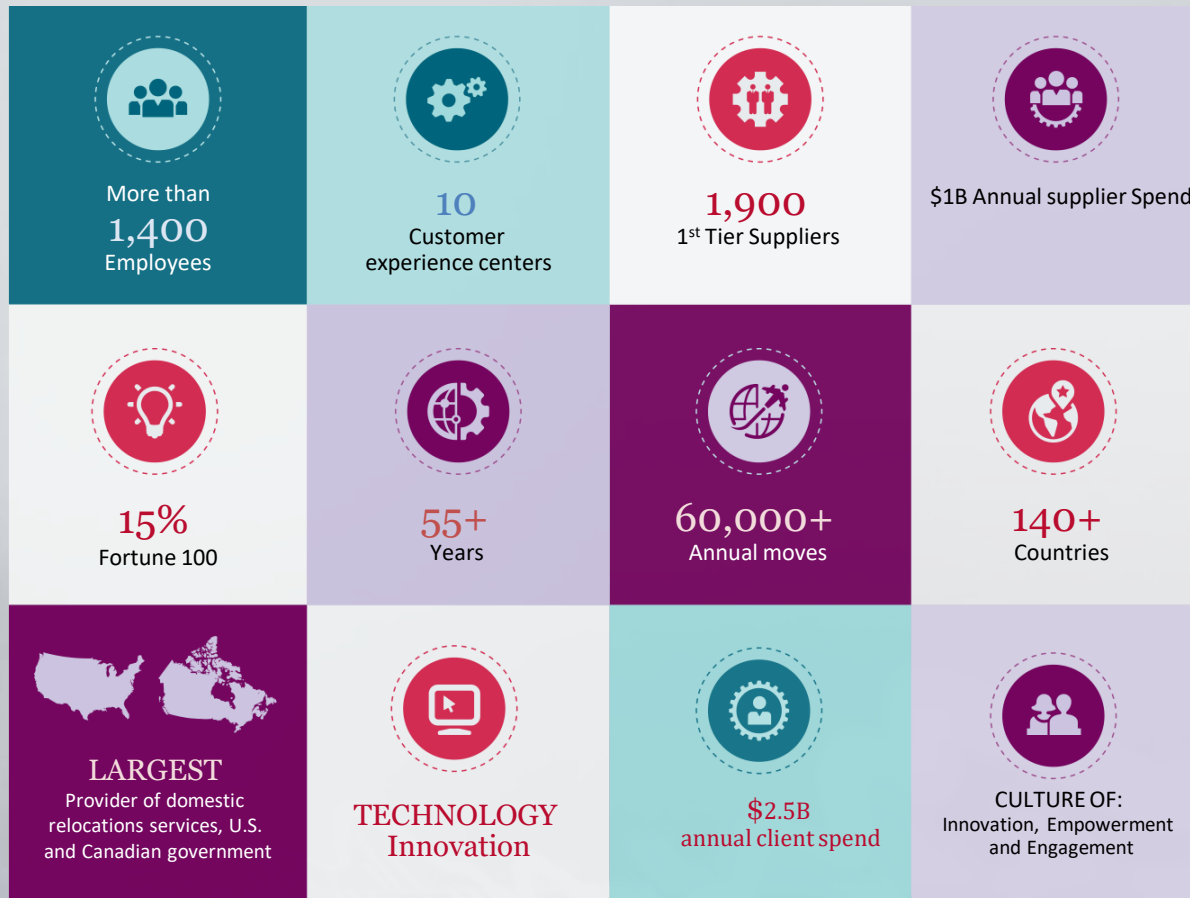 More than
1,400
Employees
10
Customer
experience centers
1,900
1st Tier Suppliers
$1B Annual supplier Spend
15%
Fortune 100
55+
Years
60,000+
Annual moves
140+
Countries
LARGEST
Provider of domestic
relocations services, U.S.
and Canadian government
TECHNOLOGY
Innovation
$2.5B
annual client spend
CULTURE OF:
Innovation, Empowerment
and Engagement